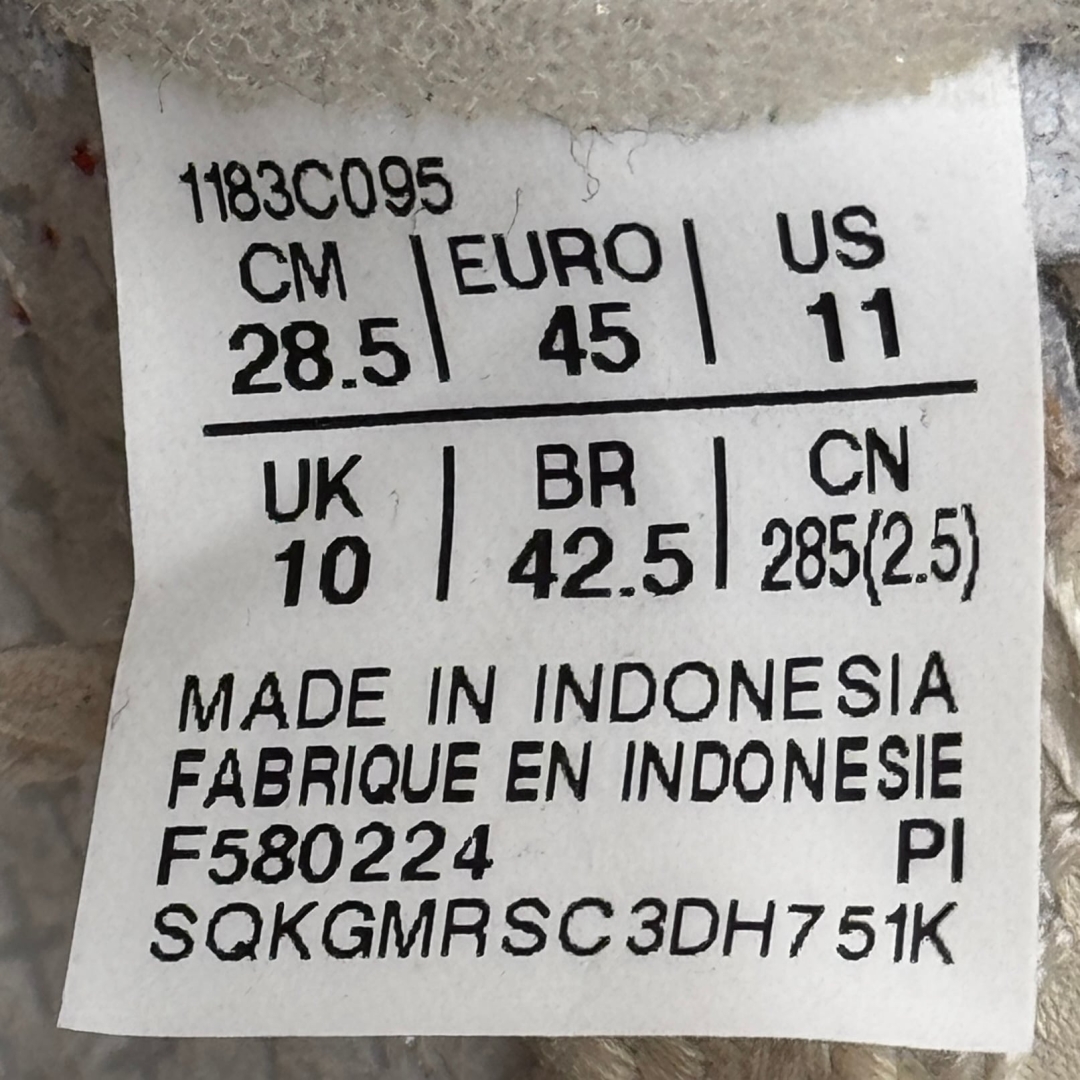 1183C095
CM | EURO | US
28.5 | 45 | 11
UK | BR | CN
10 | 42.5 | 285(2.5)
MADE IN INDONESIA
FABRIQUE EN INDONESIE
F580224 PI
SQKGMRSC3DH751K